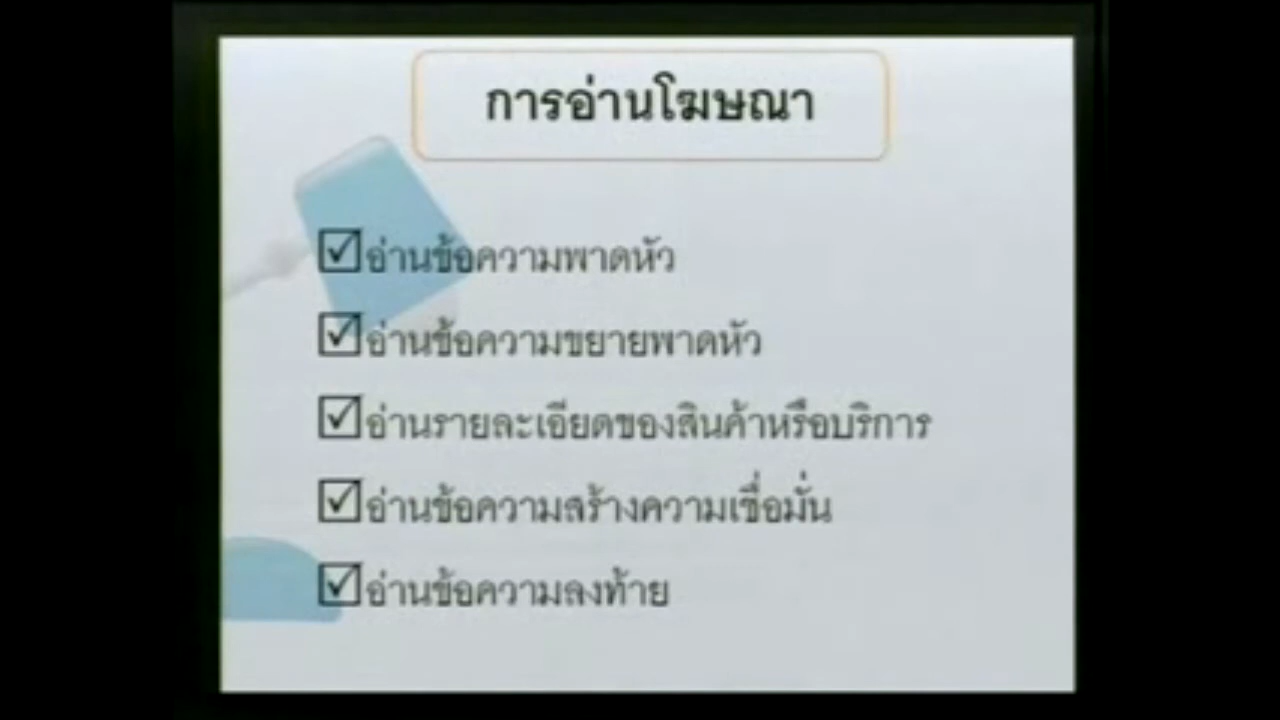 การอ่านโฆษณา
☑อ่านข้อความพาดหัว
☑อ่านข้อความขยายพาดหัว
☑อ่านรายละเอียดของสินค้าหรือบริการ
☑อ่านข้อความสร้างความเชื่อมั่น
☑อ่านข้อความลงท้าย